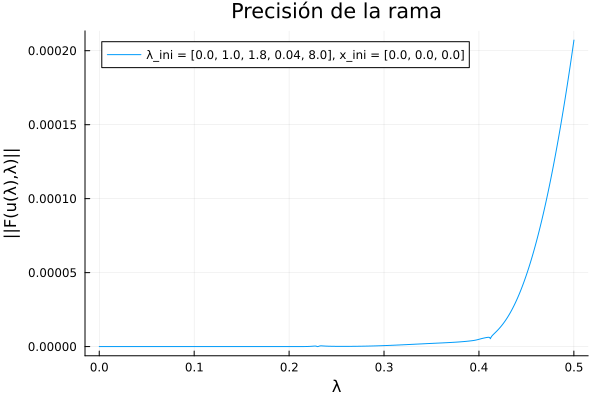 Precisión de la rama
λ_ini = [0.0, 1.0, 1.8, 0.04, 8.0], x_ini = [0.0, 0.0, 0.0]
||F(u(λ),λ)||
0.00020
0.00015
0.00010
0.00005
0.00000
0.0 0.1 0.2 0.3 0.4 0.5
λ